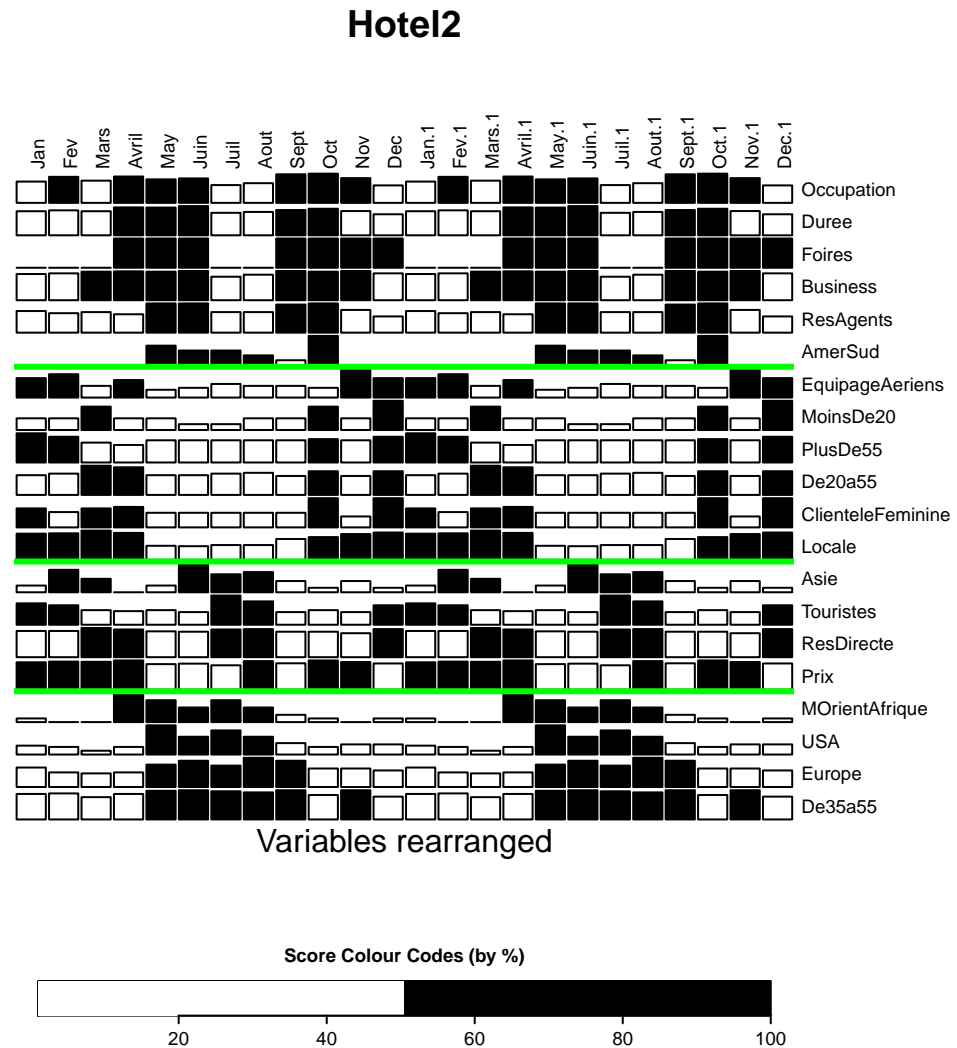 Hotel2
Jan Fev Mars Avril May Juin Juil Aout Sept Oct Nov Dec Jan.1 Fev.1 Mars.1 Avril.1 May.1 Juin.1 Juil.1 Aout.1 Sept.1 Oct.1 Nov.1 Dec.1
Occupation
Duree
Foires
Business
ResAgents
AmerSud
EquipageAeriens
MoinsDe20
PlusDe55
De20a55
ClienteleFeminine
Locale
Asie
Touristes
ResDirecte
Prix
MOrientAfrique
USA
Europe
De35a55
Variables rearranged
Score Colour Codes (by %)
20 40 60 80 100